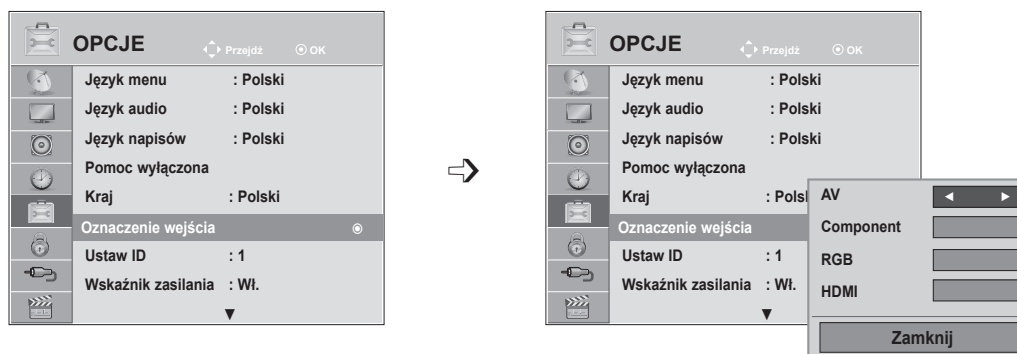 OPCJE
Przejdź
OK
Język menu : Polski
Język audio : Polski
Język napisów : Polski
Pomoc wyłączona
Kraj : Polski
Oznaczenie wejścia
Ustaw ID : 1
Wskaźnik zasilania : Wł.
OPCJE
Przejdź
OK
Język menu : Polski
Język audio : Polski
Język napisów : Polski
Pomoc wyłączona
Kraj : Polsk
Oznaczenie wejścia
Ustaw ID : 1
Wskaźnik zasilania : Wł.
AV
Component
RGB
HDMI
Zamknij